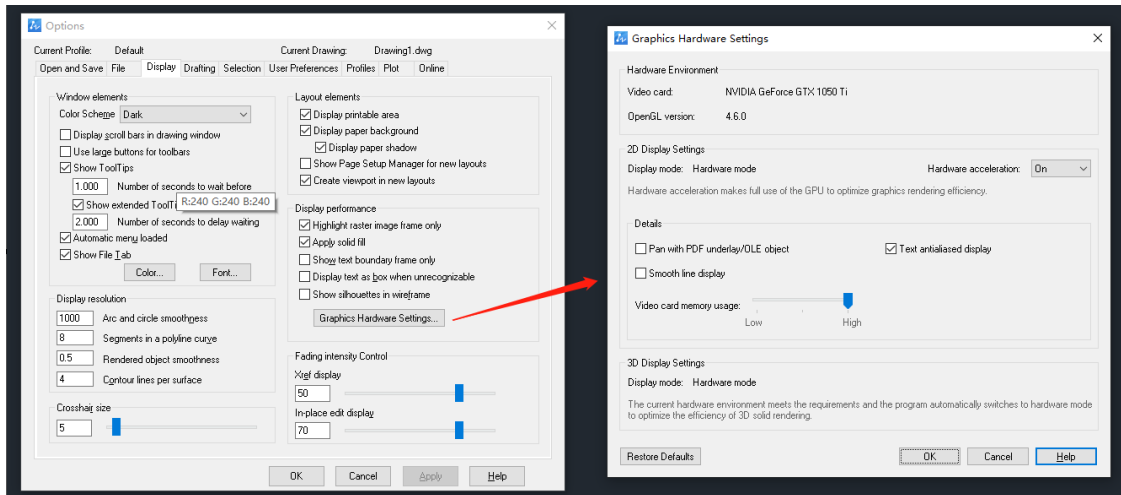 Options
Current Profile: Default Current Drawing: Drawing1.dwg
Open and Save File Display Drafting Selection User Preferences Profiles Plot Online
Window elements
Color Scheme Dark
Display scroll bars in drawing window
Use large buttons for toolbars
Show ToolTips
1.000 Number of seconds to wait before
Show extended ToolTi
R:240 G:240 B:240
2.000 Number of seconds to delay waiting
Automatic menu loaded
Show File Tab
Color... Font...
Display resolution
1000 Arc and circle smoothness
8 Segments in a polyline curve
0.5 Rendered object smoothness
4 Contour lines per surface
Crosshair size
5
Layout elements
Display printable area
Display paper background
Display paper shadow
Show Page Setup Manager for new layouts
Create viewport in new layouts
Display performance
Highlight raster image frame only
Apply solid fill
Show text boundary frame only
Display text as box when unrecognizable
Show silhouettes in wireframe
Graphics Hardware Settings...
Fading intensity Control
Xref display
50
In-place edit display
70
OK Cancel Apply Help
Graphics Hardware Settings
Hardware Environment
Video card: NVIDIA GeForce GTX 1050 Ti
OpenGL version: 4.6.0
2D Display Settings
Display mode: Hardware mode Hardware acceleration: On
Hardware acceleration makes full use of the GPU to optimize graphics rendering efficiency.
Details
Pan with PDF underlay/OLE object Text antialiased display
Smooth line display
Video card memory usage:
Low High
3D Display Settings
Display mode: Hardware mode
The current hardware environment meets the requirements and the program automatically switches to hardware mode
to optimize the efficiency of 3D solid rendering.
Restore Defaults OK Cancel Help